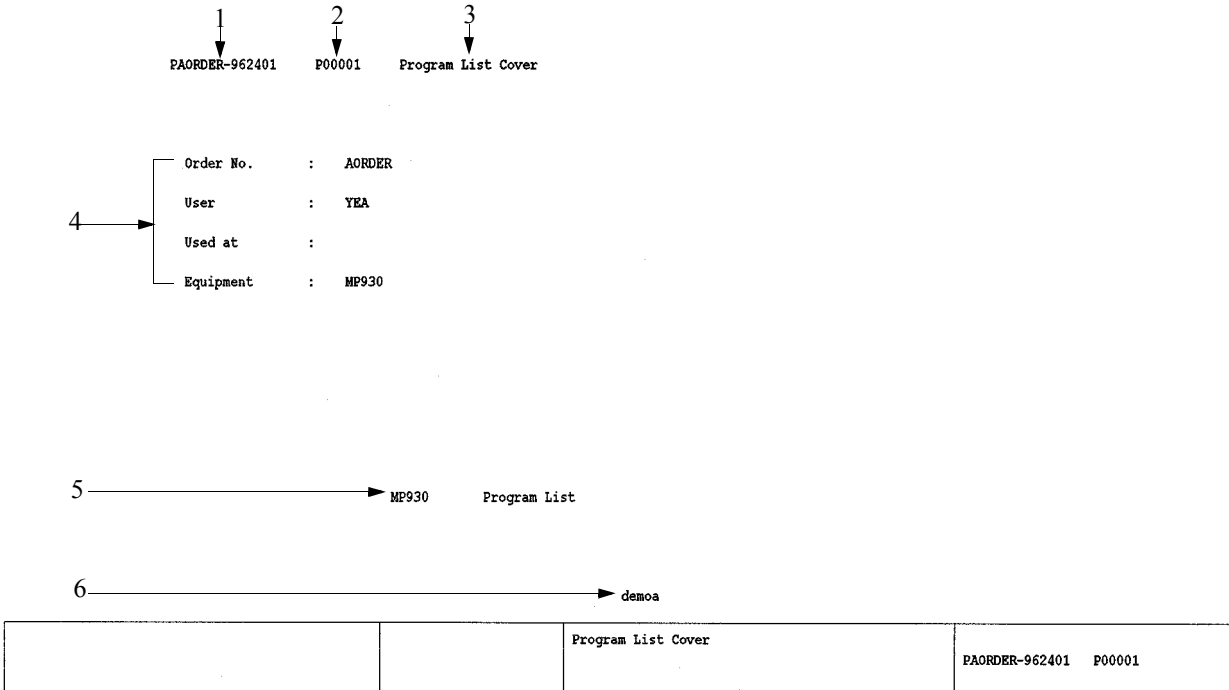 1 2 3
PAORDER-962401 P00001 Program List Cover
Order No. : AORDER
User : YEA
4
Used at :
Equipment : MP930
5 MP930 Program List
6 demoa
Program List Cover
PAORDER-962401 P00001